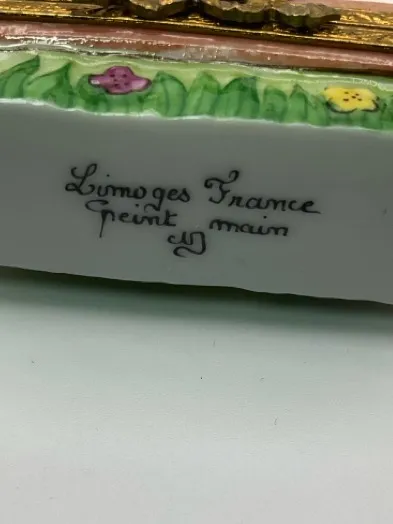 Limoges France
peint main